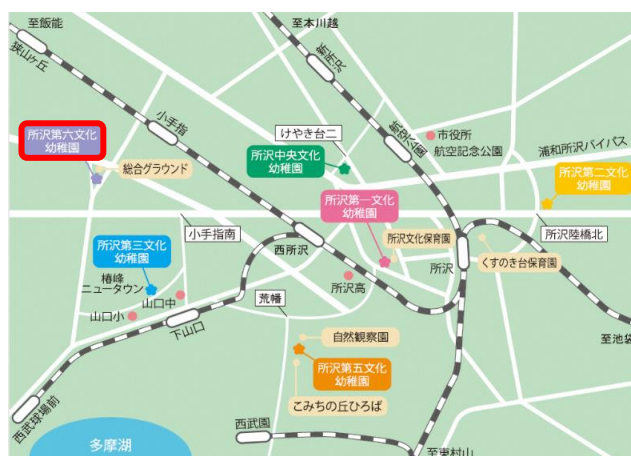 至飯能
至本川越
狭山ヶ丘
新所沢
小手指
けやき台二
航空公園
市役所
航空記念公園
浦和所沢バイパス
所沢第六文化
幼稚園
総合グラウンド
所沢中央文化
幼稚園
所沢第二文化
幼稚園
所沢第一文化
幼稚園
小手指南
西所沢
所沢文化保育園
所沢陸橋北
所沢第三文化
幼稚園
所沢
くすのき台保育園
椿峰
ニュータウン
山口中
所沢高
荒幡
山口小
下山口
自然観察園
至池袋
所沢第五文化
幼稚園
こみちの丘ひろば
西武球場前
西武園
多摩湖
至東村山